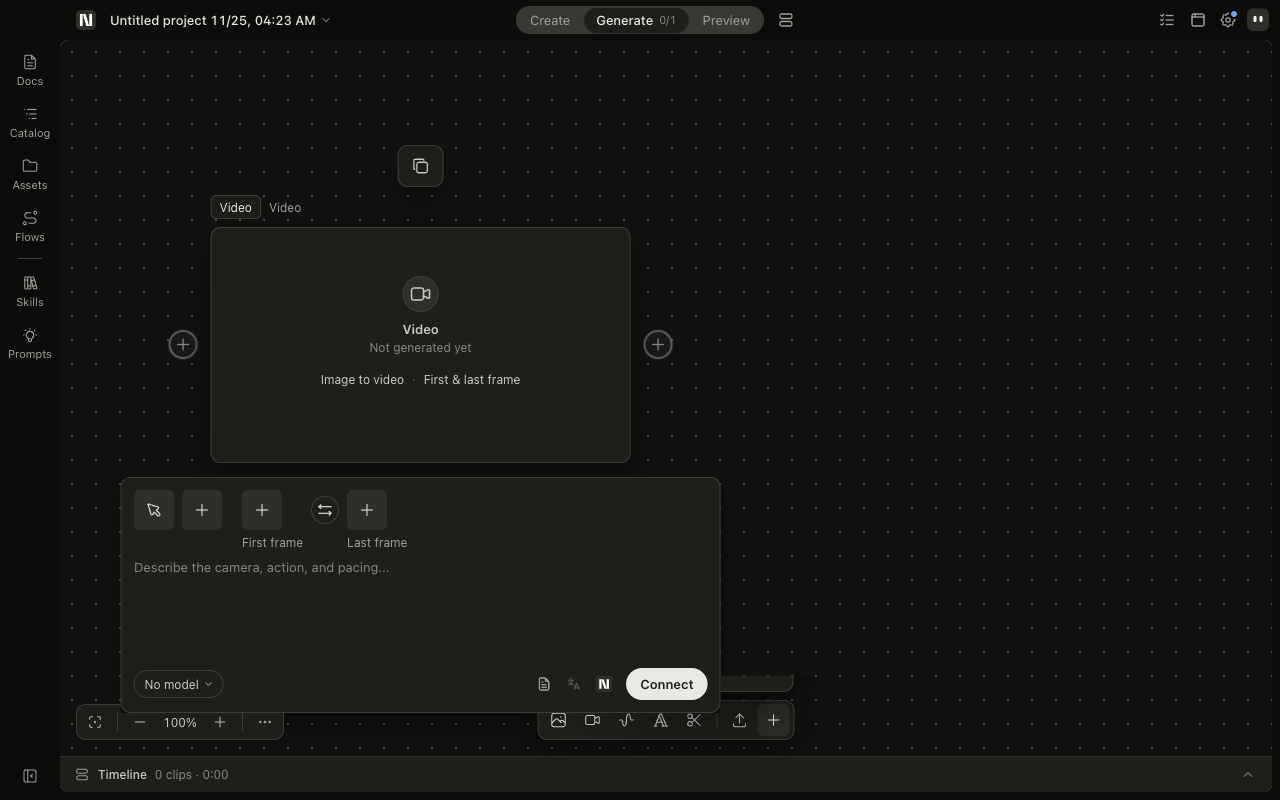 Untitled project 11/25, 04:23 AM
Create
Generate 0/1
Preview
Docs
Catalog
Assets
Flows
Skills
Prompts
Video Video
Video
Not generated yet
Image to video · First & last frame
First frame
Last frame
Describe the camera, action, and pacing...
No model
Connect
100%
Timeline 0 clips · 0:00